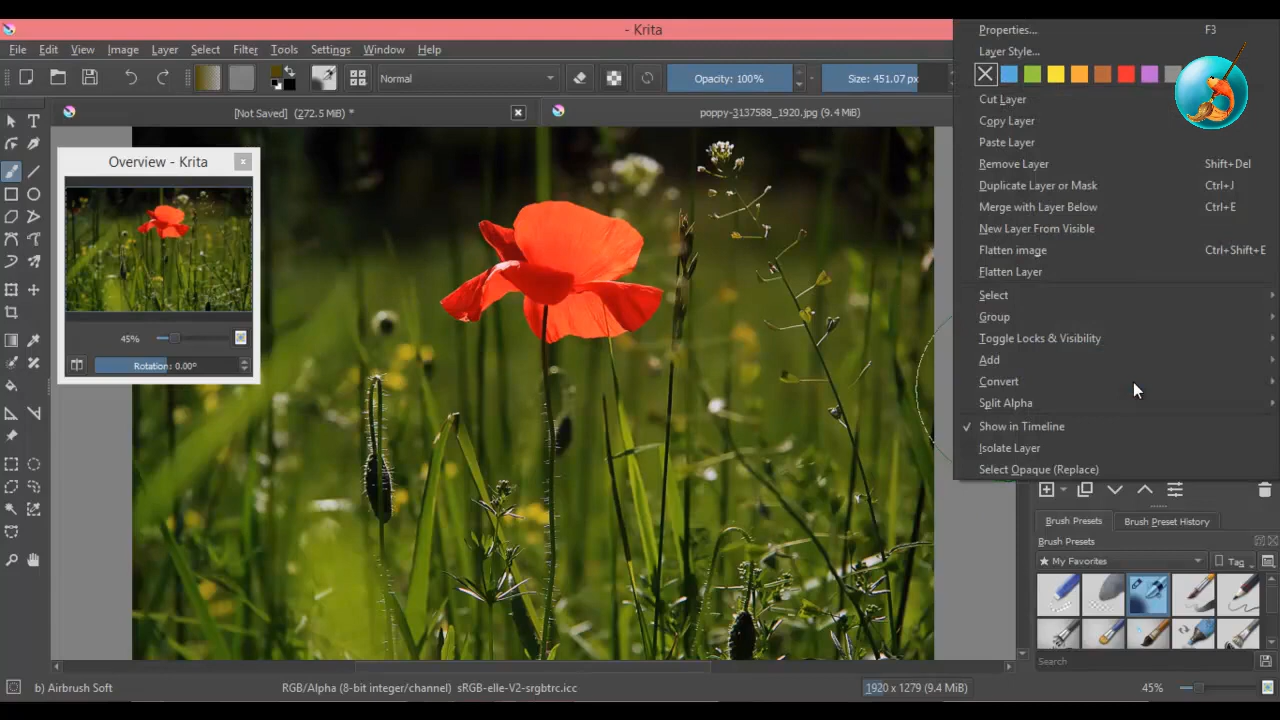 - Krita
File Edit View Image Layer Select Filter Tools Settings Window Help
Normal
Opacity: 100%
Size: 451.07 px
[Not Saved] (272.5 MiB) *
poppy-3137588_1920.jpg (9.4 MiB)
Overview - Krita
45%
Rotation: 0.00°
Properties... F3
Layer Style...
Cut Layer
Copy Layer
Paste Layer
Remove Layer Shift+Del
Duplicate Layer or Mask Ctrl+J
Merge with Layer Below Ctrl+E
New Layer From Visible
Flatten image Ctrl+Shift+E
Flatten Layer
Select
Group
Toggle Locks & Visibility
Add
Convert
Split Alpha
Show in Timeline
Isolate Layer
Select Opaque (Replace)
Brush Presets Brush Preset History
Brush Presets
My Favorites Tag
Search
b) Airbrush Soft
RGB/Alpha (8-bit integer/channel) sRGB-elle-V2-srgbtrc.icc
1920 x 1279 (9.4 MiB)
45%